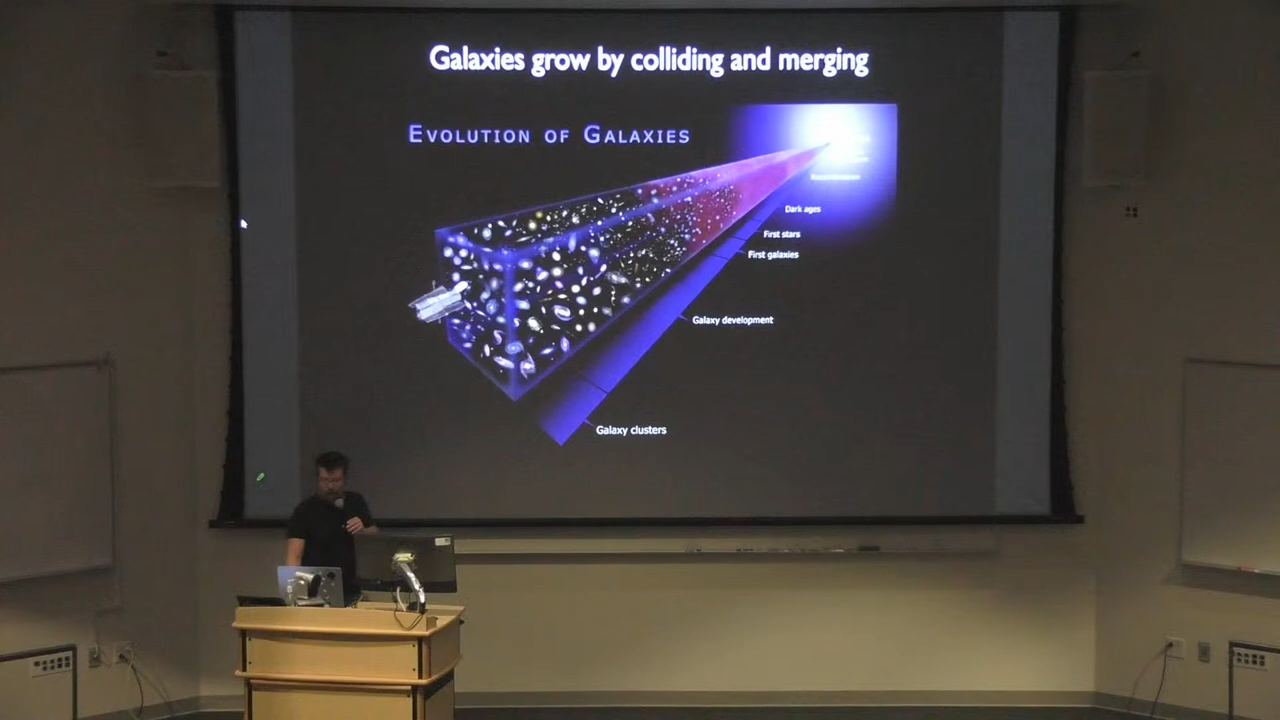 Galaxies grow by colliding and merging
EVOLUTION OF GALAXIES
Dark ages
First stars
First galaxies
Galaxy development
Galaxy clusters